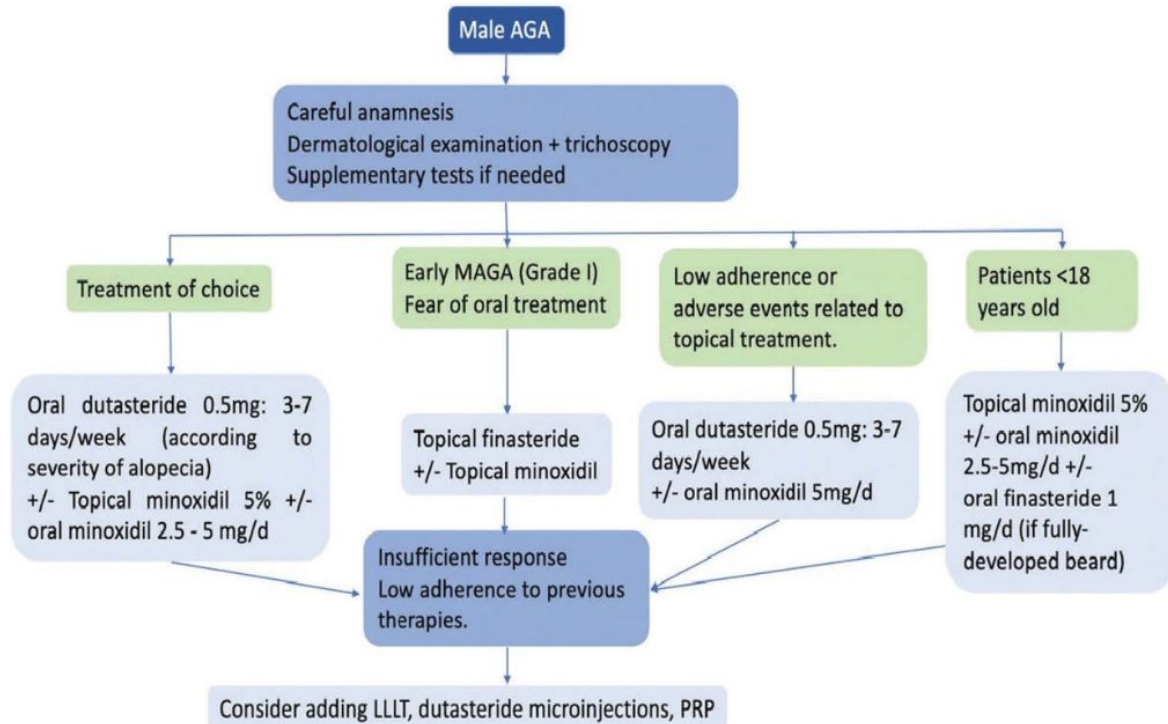 Male AGA
Careful anamnesis
Dermatological examination + trichoscopy
Supplementary tests if needed
Treatment of choice
Early MAGA (Grade I)
Fear of oral treatment
Low adherence or
adverse events related to
topical treatment.
Patients <18
years old
Oral dutasteride 0.5mg: 3-7
days/week (according to
severity of alopecia)
+/- Topical minoxidil 5% +/-
oral minoxidil 2.5 - 5 mg/d
Topical finasteride
+/- Topical minoxidil
Oral dutasteride 0.5mg: 3-7
days/week
+/- oral minoxidil 5mg/d
Topical minoxidil 5%
+/- oral minoxidil
2.5-5mg/d +/-
oral finasteride 1
mg/d (if fully-
developed beard)
Insufficient response
Low adherence to previous
therapies.
Consider adding LLLT, dutasteride microinjections, PRP